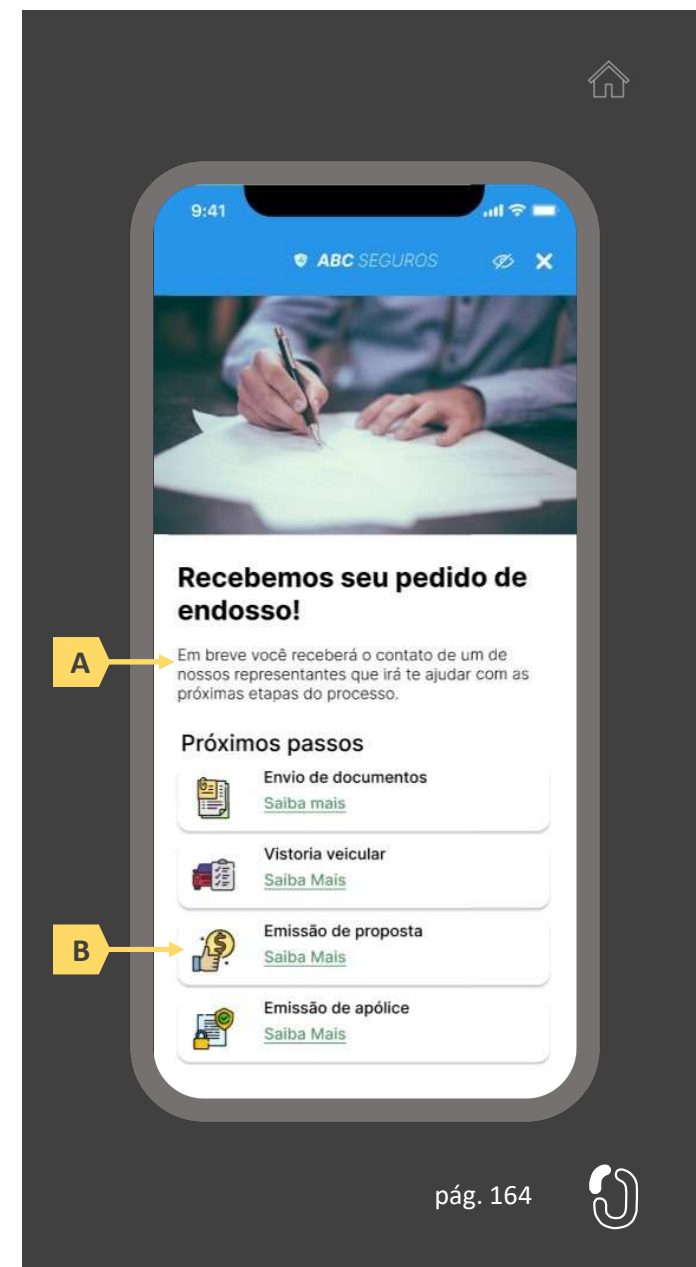 9:41
ABC SEGUROS
Recebemos seu pedido de
endosso!
A
Em breve você receberá o contato de um de
nossos representantes que irá te ajudar com as
próximas etapas do processo.
Próximos passos
Envio de documentos
Saiba mais
Vistoria veicular
Saiba Mais
B
Emissão de proposta
Saiba Mais
Emissão de apólice
Saiba Mais
pág. 164